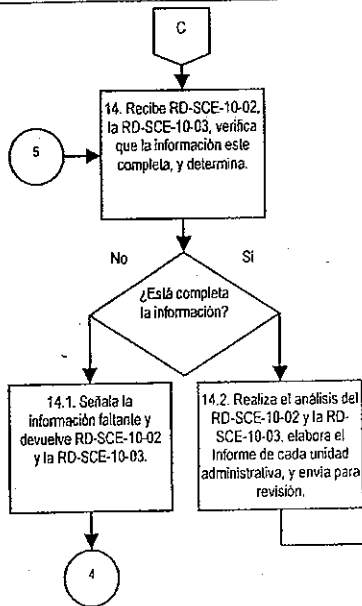 C
14. Recibe RD-SCE-10-02,
la RD-SCE-10-03, verifica
que la información este
completa, y determina.
5
No
Si
¿Está completa
la información?
14.1. Señala la
información faltante y
devuelve RD-SCE-10-02
y la RD-SCE-10-03.
14.2. Realiza el análisis del
RD-SCE-10-02 y la RD-
SCE-10-03, elabora el
Informe de cada unidad
administrativa, y envia para
revisión.
4